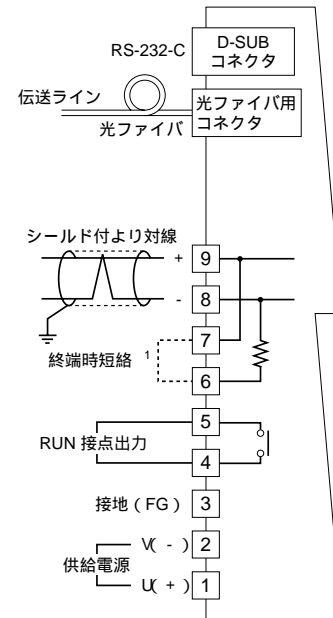 RS-232-C
D-SUB
コネクタ
伝送ライン
光ファイバ
光ファイバ用
コネクタ
シールド付より対線
+ 9
- 8
7
終端時短絡 1
6
5
RUN 接点出力
4
接地（FG） 3
V( - ) 2
供給電源
U( + ) 1